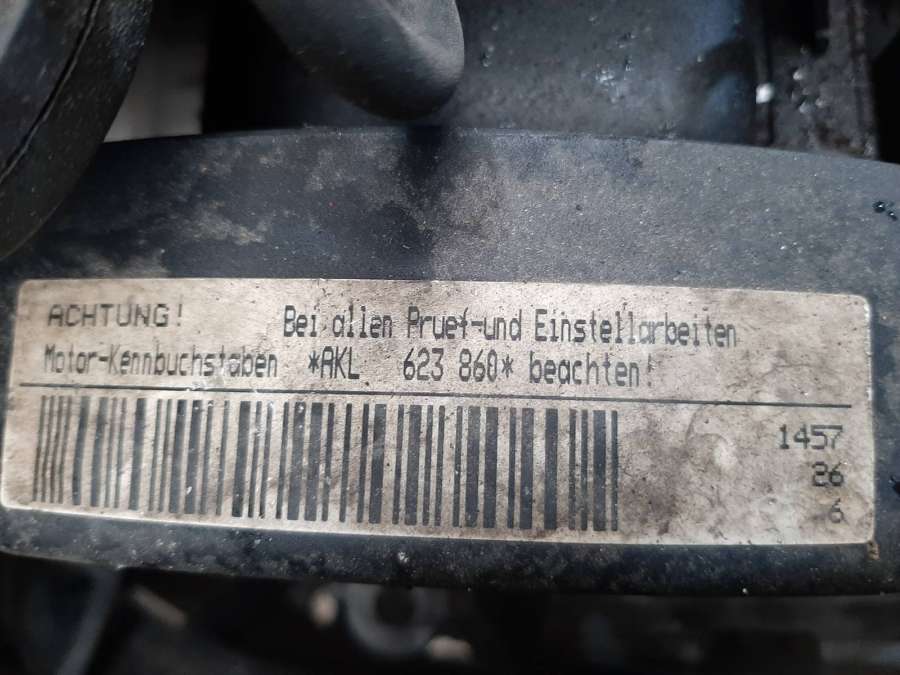 ACHTUNG! Bei allen Pruef-und Einstellarbeiten
Motor-Kennbuchstaben *AKL 623 860* beachten!
1457
26
6